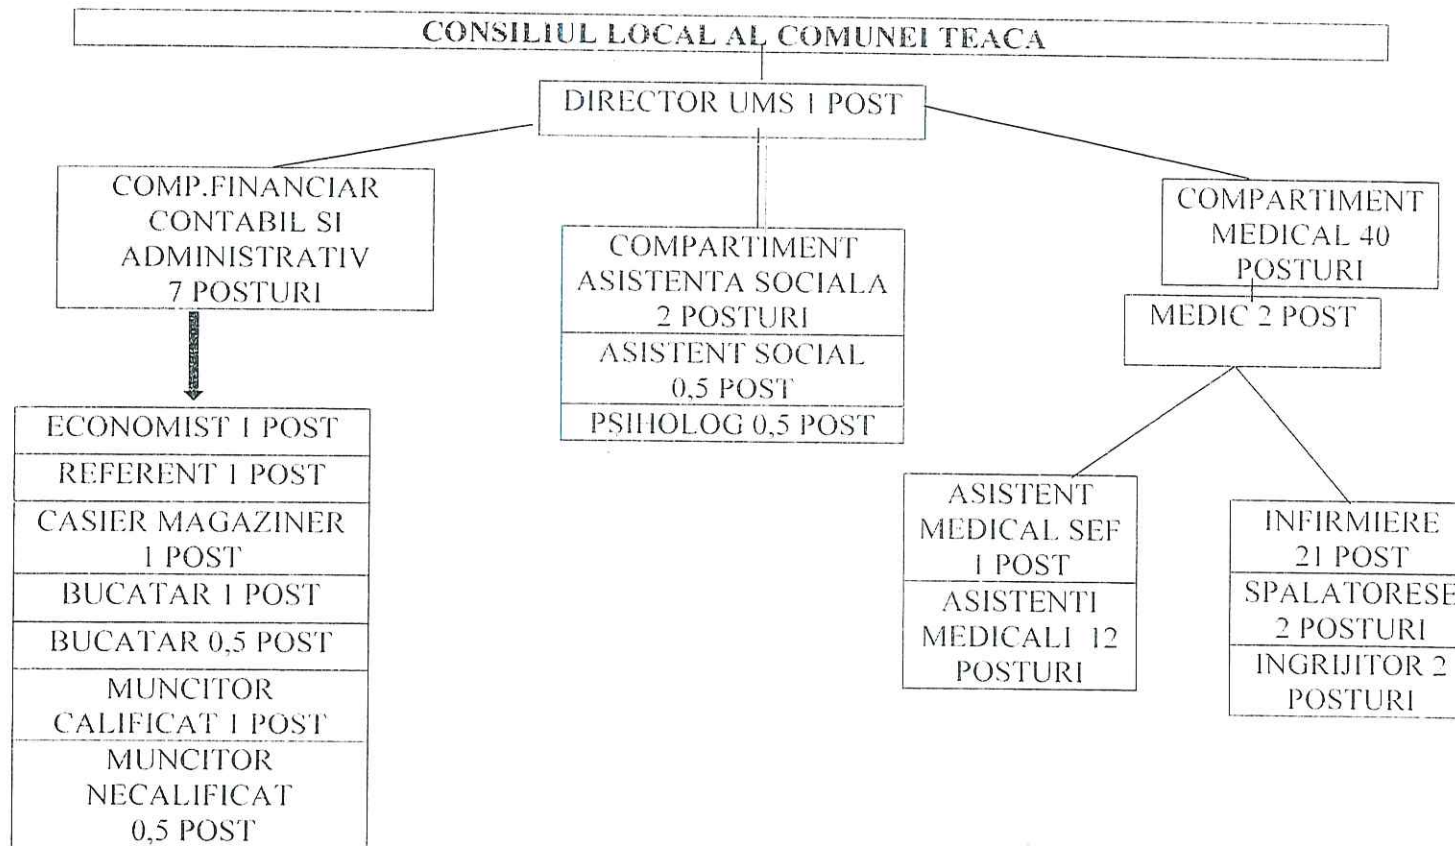 CONSILIUL LOCAL AL COMUNEI TEACA
DIRECTOR UMS 1 POST
COMP.FINANCIAR
CONTABIL SI
ADMINISTRATIV
7 POSTURI
ECONOMIST 1 POST
REFERENT 1 POST
CASIER MAGAZINER
1 POST
BUCATAR 1 POST
BUCATAR 0,5 POST
MUNCITOR
CALIFICAT 1 POST
MUNCITOR
NECALIFICAT
0,5 POST
COMPARTIMENT
ASISTENTA SOCIALA
2 POSTURI
ASISTENT SOCIAL
0,5 POST
PSIHOLOG 0,5 POST
COMPARTIMENT
MEDICAL 40
POSTURI
MEDIC 2 POST
ASISTENT
MEDICAL SEF
1 POST
ASISTENTI
MEDICALI 12
POSTURI
INFIRMIERE
21 POST
SPALATORESE
2 POSTURI
INGRIJITOR 2
POSTURI